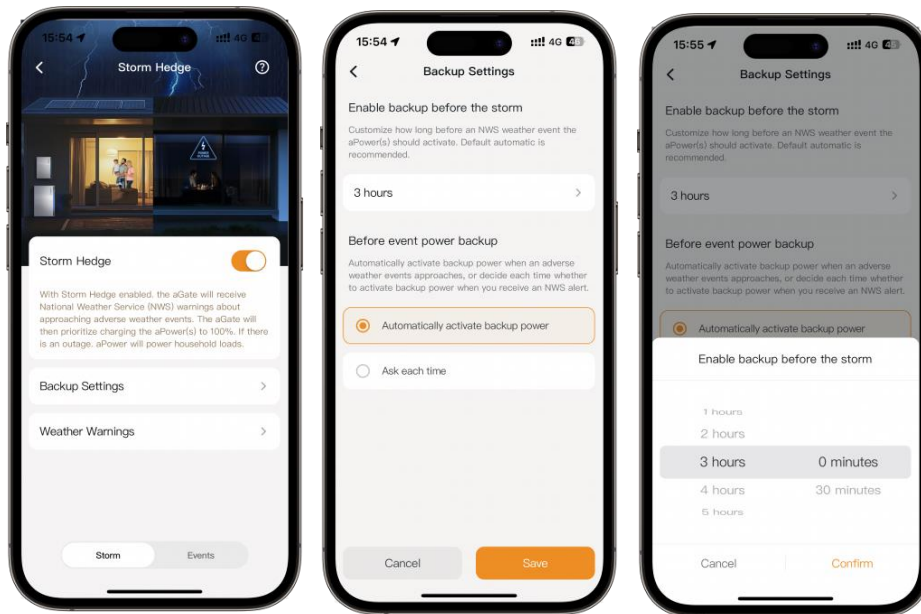 15:54
4G
Storm Hedge
POWER OUTAGE
Storm Hedge
With Storm Hedge enabled. the aGate will receive
National Weather Service (NWS) warnings about
approaching adverse weather events. The aGate will
then prioritize charging the aPower(s) to 100%. If there
is an outage. aPower will power household loads.
Backup Settings
Weather Warnings
Storm Events
15:54
4G
Backup Settings
Enable backup before the storm
Customize how long before an NWS weather event the
aPower(s) should activate. Default automatic is
recommended.
3 hours
Before event power backup
Automatically activate backup power when an adverse
weather events approaches, or decide each time whether
to activate backup power when you receive an NWS alert.
Automatically activate backup power
Ask each time
Cancel Save
15:55
4G
Backup Settings
Enable backup before the storm
Customize how long before an NWS weather event the
aPower(s) should activate. Default automatic is
recommended.
3 hours
Before event power backup
Automatically activate backup power when an adverse
weather events approaches, or decide each time whether
to activate backup power when you receive an NWS alert.
Automatically activate backup power
Enable backup before the storm
1 hours
2 hours
3 hours 0 minutes
4 hours 30 minutes
5 hours
Cancel Confirm